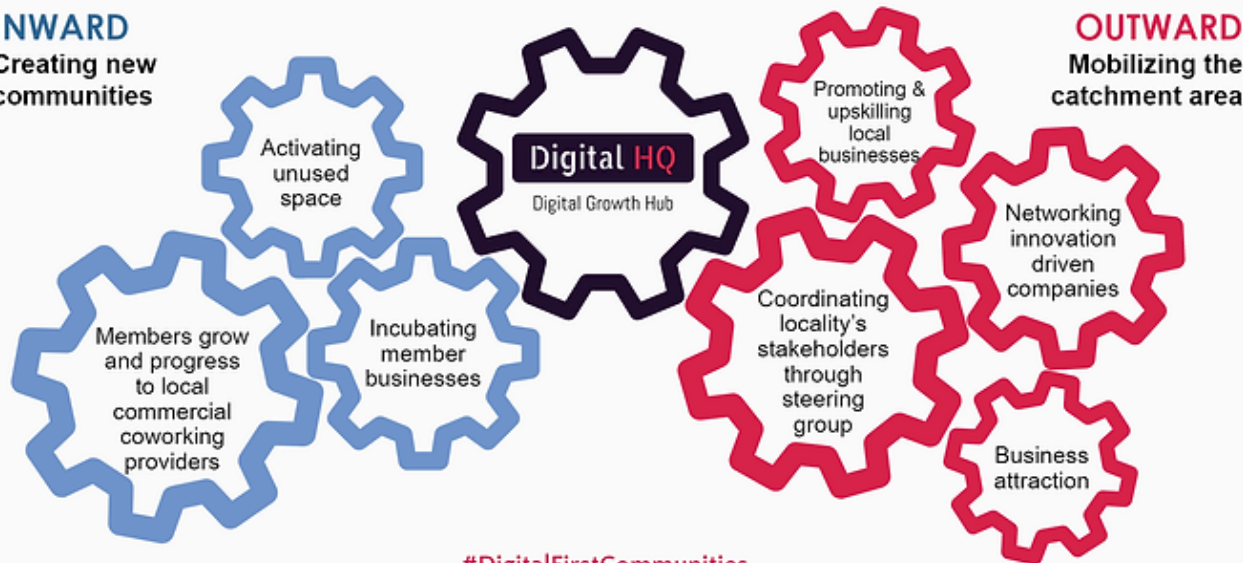 NWARD
Creating new
communities
OUTWARD
Mobilizing the
catchment area
Activating
unused
space
Members grow
and progress
to local
commercial
coworking
providers
Incubating
member
businesses
Digital HQ
Digital Growth Hub
Promoting &
upskilling
local
businesses
Networking
innovation
driven
companies
Coordinating
locality's
stakeholders
through
steering
group
Business
attraction
#DigitalFirstCommunities